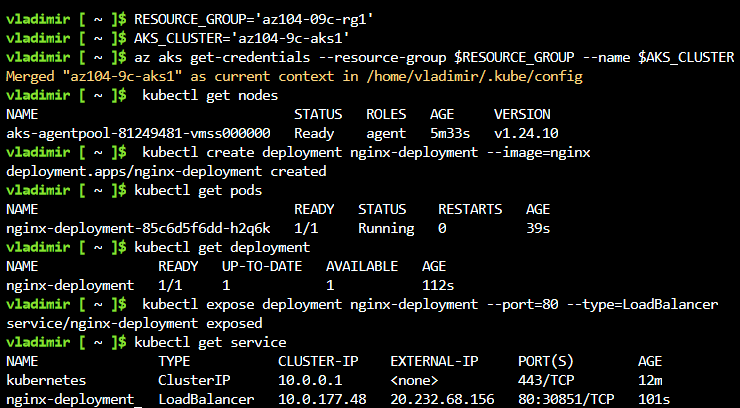 vladimir [ ~ ]$ RESOURCE_GROUP='az104-09c-rg1'
vladimir [ ~ ]$ AKS_CLUSTER='az104-9c-aks1'
vladimir [ ~ ]$ az aks get-credentials --resource-group $RESOURCE_GROUP --name $AKS_CLUSTER
Merged "az104-9c-aks1" as current context in /home/vladimir/.kube/config
vladimir [ ~ ]$  kubectl get nodes
NAME                                STATUS   ROLES   AGE     VERSION
aks-agentpool-81249481-vmss000000   Ready    agent   5m33s   v1.24.10
vladimir [ ~ ]$  kubectl create deployment nginx-deployment --image=nginx
deployment.apps/nginx-deployment created
vladimir [ ~ ]$ kubectl get pods
NAME                                READY   STATUS    RESTARTS   AGE
nginx-deployment-85c6d5f6dd-h2q6k   1/1     Running   0          39s
vladimir [ ~ ]$ kubectl get deployment
NAME               READY   UP-TO-DATE   AVAILABLE   AGE
nginx-deployment   1/1     1            1           112s
vladimir [ ~ ]$  kubectl expose deployment nginx-deployment --port=80 --type=LoadBalancer
service/nginx-deployment exposed
vladimir [ ~ ]$ kubectl get service
NAME               TYPE           CLUSTER-IP    EXTERNAL-IP     PORT(S)        AGE
kubernetes         ClusterIP      10.0.0.1      <none>          443/TCP        12m
nginx-deployment   LoadBalancer   10.0.177.48   20.232.68.156   80:30851/TCP   101s